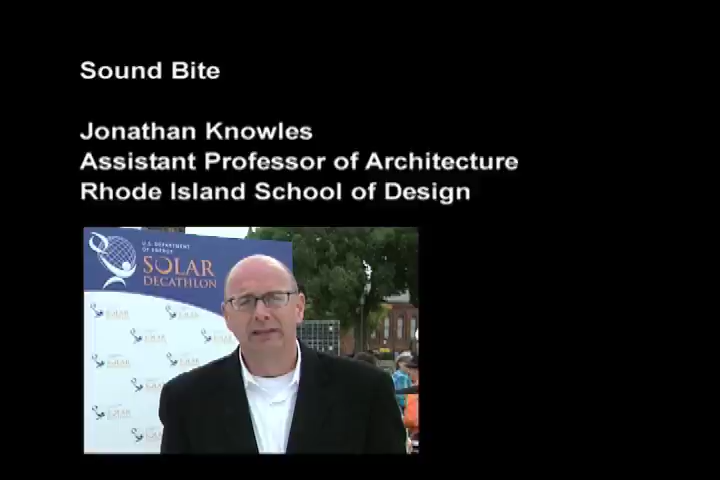 Sound Bite
Jonathan Knowles
Assistant Professor of Architecture
Rhode Island School of Design
U.S. DEPARTMENT
OF ENERGY
SOLAR
DECATHLON